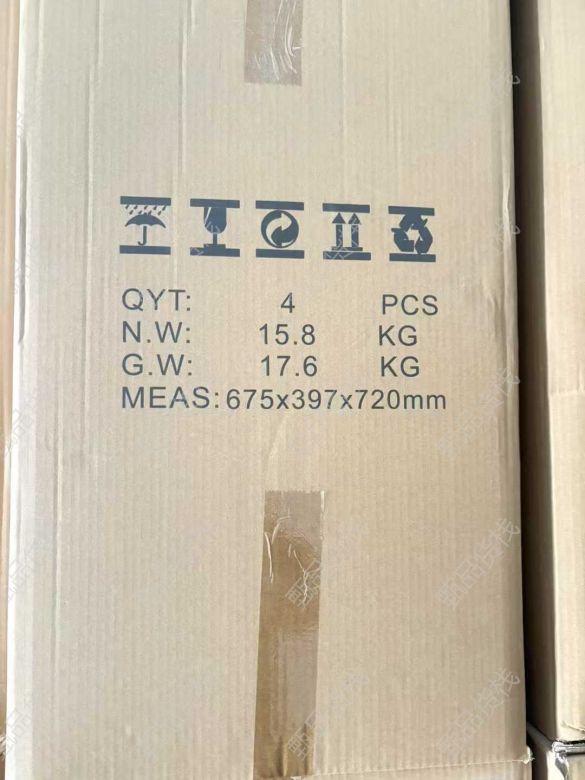 QYT: 4 PCS
N.W: 15.8 KG
G.W: 17.6 KG
MEAS: 675x397x720mm